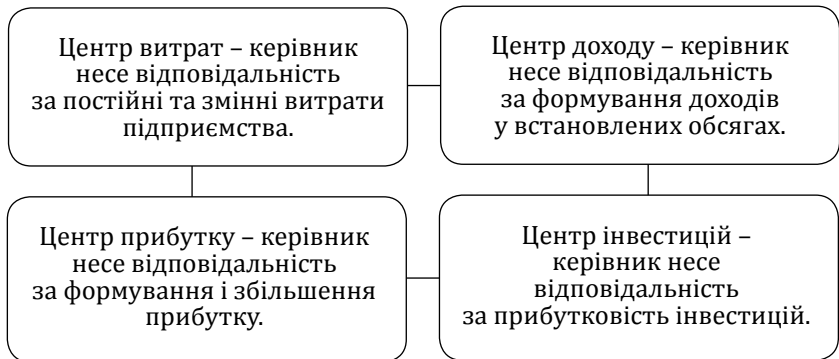 Центр витрат – керівник
несе відповідальність
за постійні та змінні витрати
підприємства.
Центр доходу – керівник
несе відповідальність
за формування доходів
у встановлених обсягах.
Центр прибутку – керівник
несе відповідальність
за формування і збільшення
прибутку.
Центр інвестицій –
керівник несе
відповідальність
за прибутковість інвестицій.